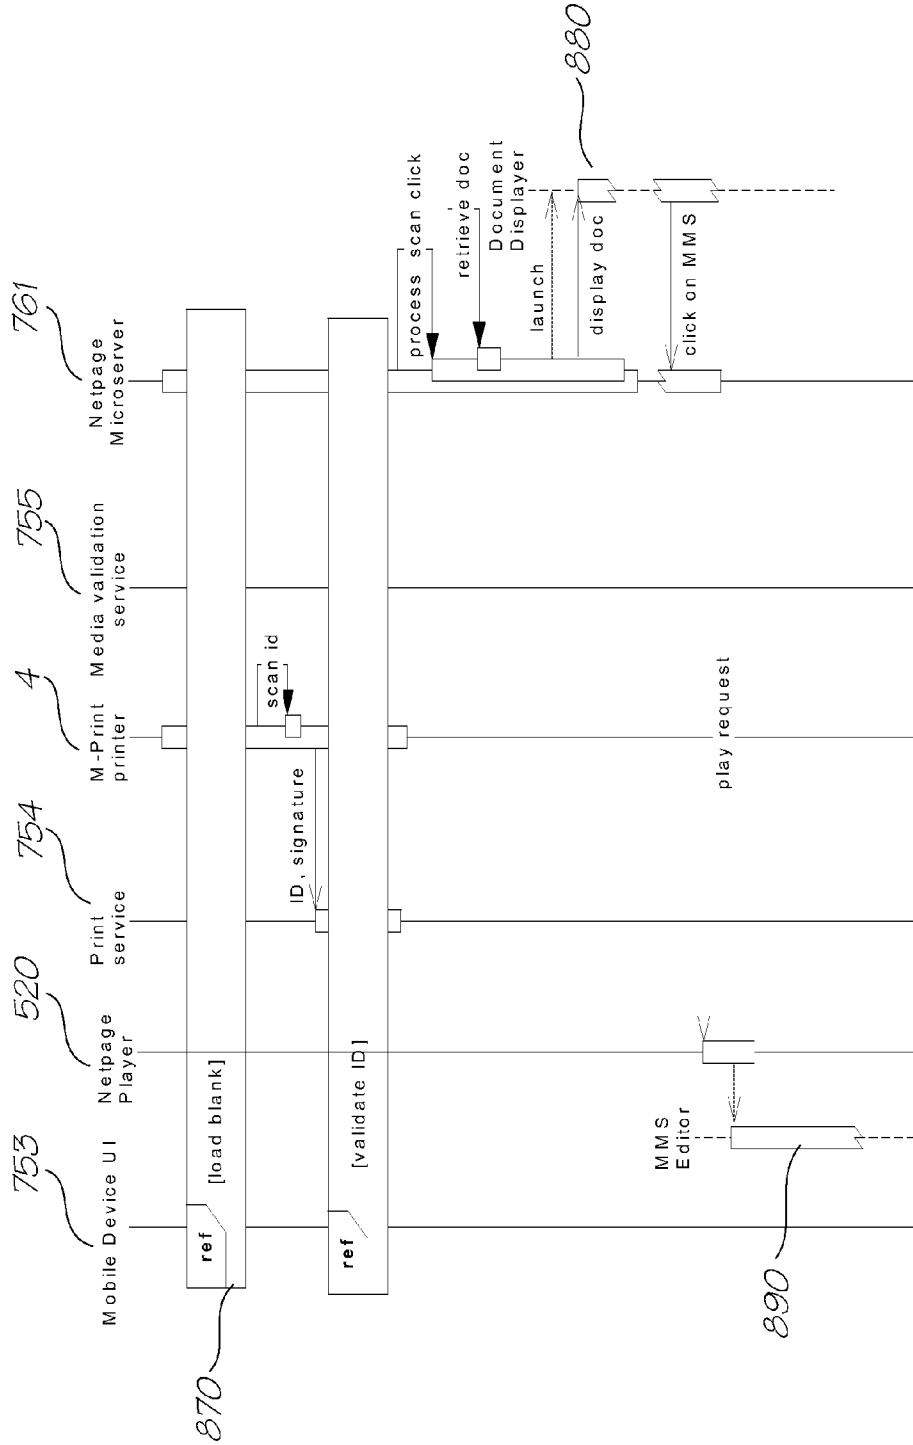 753
520
754
4
755
761
Mobile Device UI
Netpage
Player
Print
service
M-Print
printer
Media validation
service
Netpage
Microserver
ref
[load blank]
870
scan id
ID, signature
ref
[validate ID]
process scan click
retrieve doc
Document
Displayer
launch
display doc
880
click on MMS
MMS
Editor
play request
890